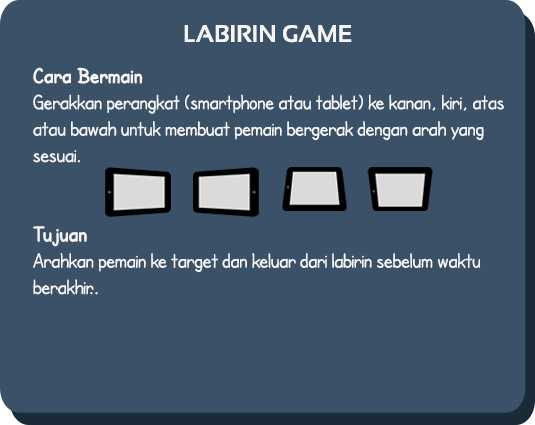 LABIRIN GAME
Cara Bermain
Gerakkan perangkat (smartphone atau tablet) ke kanan, kiri, atas
atau bawah untuk membuat pemain bergerak dengan arah yang
sesuai.
Tujuan
Arahkan pemain ke target dan keluar dari labirin sebelum waktu
berakhir..